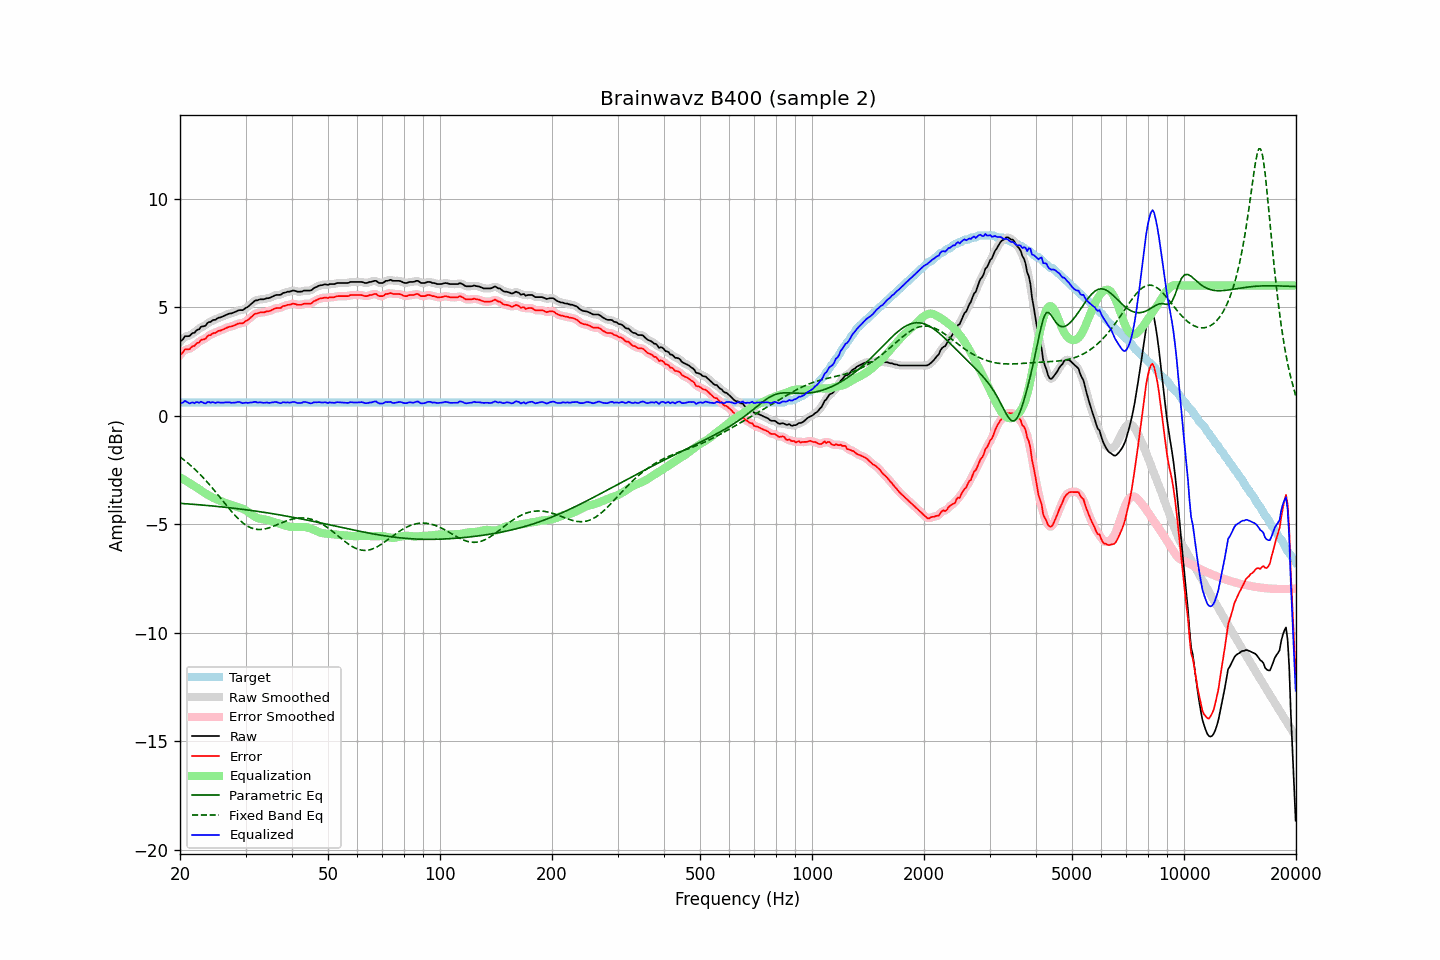 Brainwavz B400 (sample 2)
Amplitude (dBr)
10
5
0
−5
−10
−15
−20
Target
Raw Smoothed
Error Smoothed
Raw
Error
Equalization
Parametric Eq
Fixed Band Eq
Equalized
20 50 100 200 500 1000 2000 5000 10000 20000
Frequency (Hz)